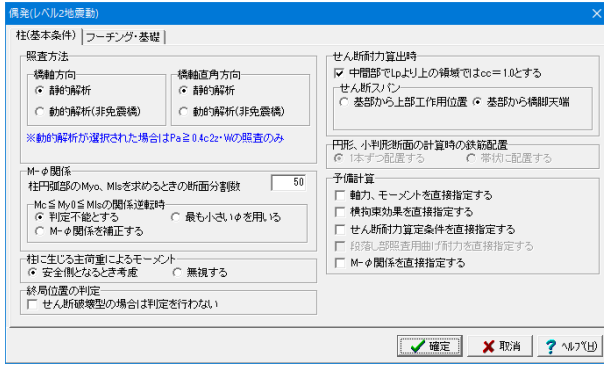 偶発(レベル2地震動)
柱(基本条件)
フーチング・基礎
照査方法
橋軸方向
静的解析
動的解析(非免震橋)
橋軸直角方向
静的解析
動的解析(非免震橋)
※動的解析が選択された場合はPa≧0.4c2z・Wの照査のみ
M-φ関係
柱円弧部のMyo、Mlsを求めるときの断面分割数 50
Mc≦My0≦Mlsの関係逆転時
判定不能とする
最も小さいφを用いる
M-φ関係を補正する
柱に生じる主荷重によるモーメント
安全側となるとき考慮
無視する
終局位置の判定
せん断破壊型の場合は判定を行わない
せん断耐力算出時
中間部でLpより上の領域ではcc=1.0とする
せん断スパン
基部から上部工作用位置
基部から橋脚天端
円形、小判形断面の計算時の鉄筋配置
1本ずつ配置する
帯状に配置する
予備計算
軸力、モーメントを直接指定する
横拘束効果を直接指定する
せん断耐力算定条件を直接指定する
段落し部照査用曲げ耐力を直接指定する
M-φ関係を直接指定する
確定
取消
ヘルプ(H)